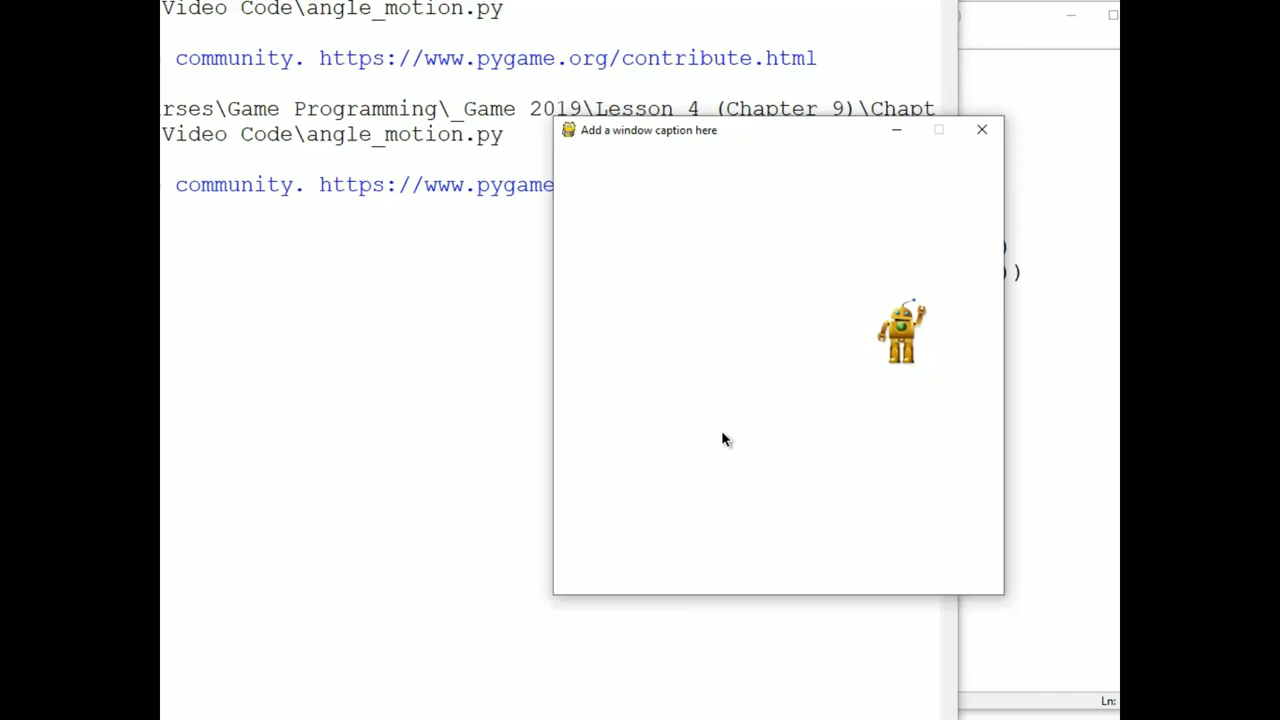 Video Code\angle_motion.py
community. https://www.pygame.org/contribute.html
rses\Game Programming\_Game 2019\Lesson 4 (Chapter 9)\Chapt
Video Code\angle_motion.py
Add a window caption here
community. https://www.pygame
)
))
Ln: